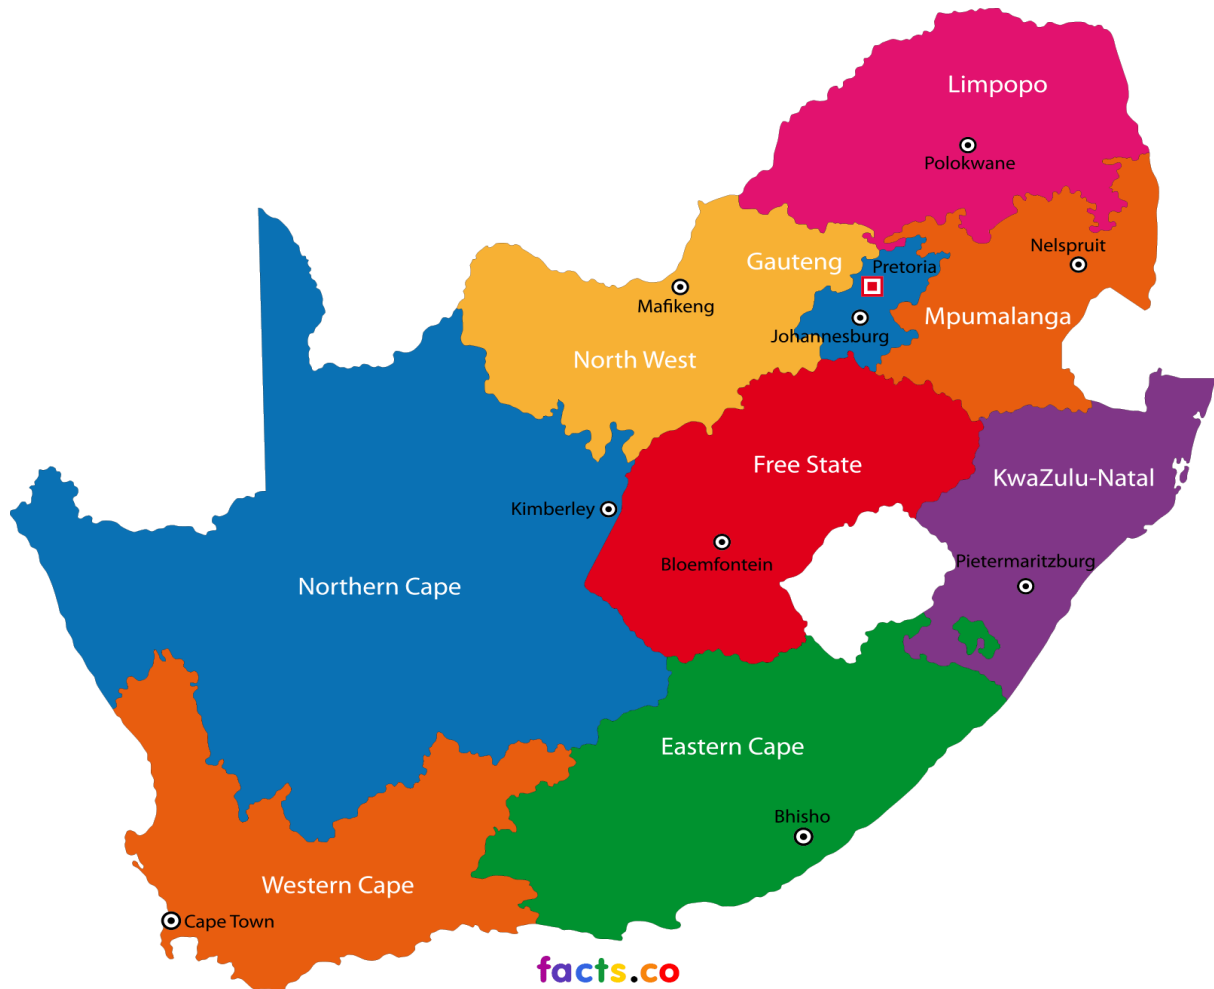 Limpopo
Polokwane
Nelspruit
Gauteng
Pretoria
Mafikeng
Mpumalanga
Johannesburg
North West
Free State
KwaZulu-Natal
Kimberley
Bloemfontein
Pietermaritzburg
Northern Cape
Eastern Cape
Bhisho
Western Cape
Cape Town
facts.co